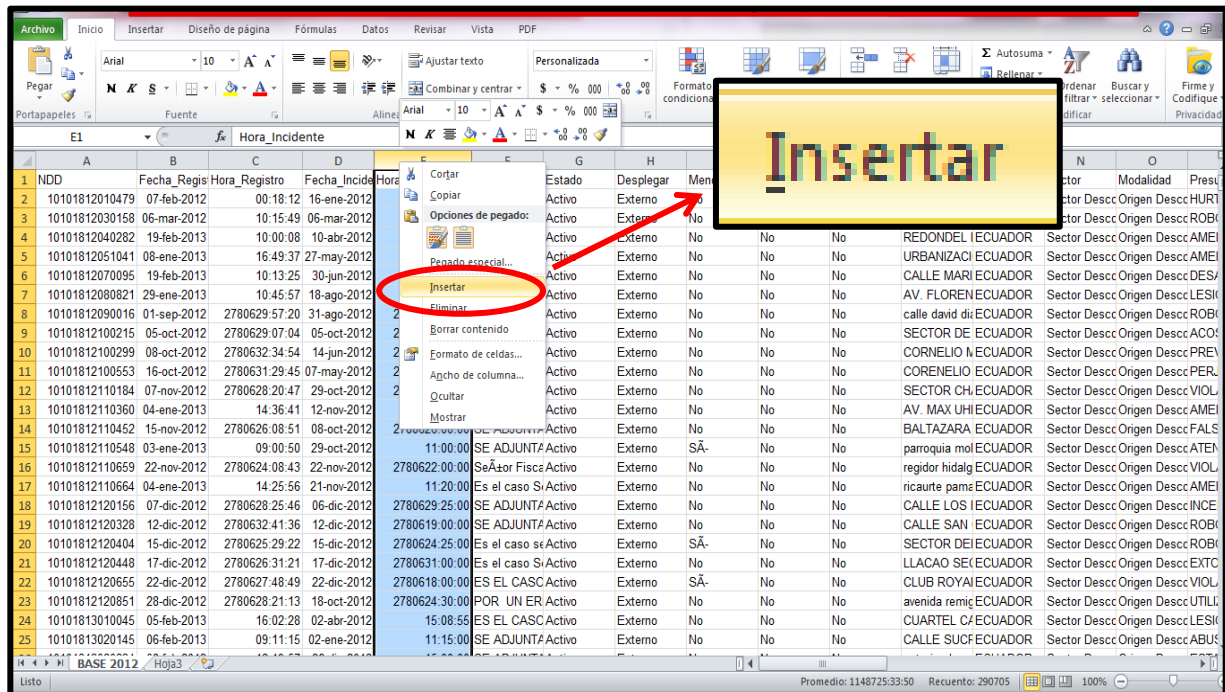 Archivo Inicio Insertar Diseño de página Fórmulas Datos Revisar Vista PDF
Arial 10 Ajustar texto Personalizada Σ Autosuma
Pegar N K S Combinar y centrar $ % 000 Formato condicional Rellenar Ordenar filtrar Buscar y seleccionar Firme y Codifique
Portapapeles Fuente Privacidad
Arial 10 $ % 000
N K
E1 fx Hora_Incidente
Insertar
A B C D E F G H N O
1 NDD Fecha_Regist Hora_Registro Fecha_Incide Hora Estado Desplegar Modalidad
2 10101812010479 07-feb-2012 00:18:12 16-ene-2012 Activo Externo
3 10101812030158 06-mar-2012 10:15:49 06-mar-2012 Activo Externo No
4 10101812040282 19-feb-2013 10:00:08 10-abr-2012 Activo Externo No No No REDONDEL ECUADOR Sector Desco Origen Desco AMEI
5 10101812051041 08-ene-2013 16:49:37 27-may-2012 Activo Externo No No No URBANIZACI ECUADOR Sector Desco Origen Desco AMEI
6 10101812070095 19-feb-2013 10:13:25 30-jun-2012 Activo Externo No No No CALLE MARI ECUADOR Sector Desco Origen Desco DESA
7 10101812080821 29-ene-2013 10:45:57 18-ago-2012 Activo Externo No No No AV. FLOREN ECUADOR Sector Desco Origen Desco LESI
8 10101812090016 01-sep-2012 2780629:57:20 31-ago-2012 2 Activo Externo No No No calle david dia ECUADOR Sector Desco Origen Desco ROB
9 10101812100215 05-oct-2012 2780629:07:04 05-oct-2012 2 Activo Externo No No No SECTOR DE ECUADOR Sector Desco Origen Desco ACOS
10 10101812100299 08-oct-2012 2780632:34:54 14-jun-2012 2 Activo Externo No No No CORNELIO M ECUADOR Sector Desco Origen Desco PREV
11 10101812100553 16-oct-2012 2780631:29:45 07-may-2012 2 Activo Externo No No No CORENELIO ECUADOR Sector Desco Origen Desco PERJ
12 10101812110184 07-nov-2012 2780628:20:47 29-oct-2012 2 Activo Externo No No No SECTOR CH ECUADOR Sector Desco Origen Desco VIOL
13 10101812110360 04-ene-2013 14:36:41 12-nov-2012 Activo Externo No No No AV. MAX UHI ECUADOR Sector Desco Origen Desco AMEI
14 10101812110452 15-nov-2012 2780626:08:51 08-oct-2012 Activo Externo No No No BALTAZARA ECUADOR Sector Desco Origen Desco FALS
15 10101812110548 03-ene-2013 09:00:50 29-oct-2012 11:00:00 SE ADJUNTA Activo Externo SÃ- No No parroquia mol ECUADOR Sector Desco Origen Desco ATEN
16 10101812110659 22-nov-2012 2780624:08:43 22-nov-2012 2780622:00:00 SeÃ±or Fisca Activo Externo No No No regidor hidalg ECUADOR Sector Desco Origen Desco VIOL
17 10101812110664 04-ene-2013 14:25:56 21-nov-2012 11:20:00 Es el caso S Activo Externo No No No ricaurte pama ECUADOR Sector Desco Origen Desco AMEI
18 10101812120156 07-dic-2012 2780628:25:46 06-dic-2012 2780629:25:00 SE ADJUNTA Activo Externo No No No CALLE LOS ECUADOR Sector Desco Origen Desco INCE
19 10101812120328 12-dic-2012 2780632:41:36 12-dic-2012 2780619:00:00 SE ADJUNTA Activo Externo No No No CALLE SAN ECUADOR Sector Desco Origen Desco ROB
20 10101812120404 15-dic-2012 2780625:29:22 15-dic-2012 2780624:25:00 Es el caso se Activo Externo SÃ- No No SECTOR DEI ECUADOR Sector Desco Origen Desco ROB
21 10101812120448 17-dic-2012 2780626:31:21 17-dic-2012 2780631:00:00 Es el caso S Activo Externo No No No LLACAO SE ECUADOR Sector Desco Origen Desco EXTO
22 10101812120655 22-dic-2012 2780627:48:49 22-dic-2012 2780618:00:00 ES EL CASO Activo Externo SÃ- No No CLUB ROYAI ECUADOR Sector Desco Origen Desco VIOL
23 10101812120851 28-dic-2012 2780628:21:13 18-oct-2012 2780624:30:00 POR UN ER Activo Externo No No No avenida remig ECUADOR Sector Desco Origen Desco UTILI
24 10101813010045 05-feb-2013 16:02:28 02-abr-2012 15:08:55 ES EL CASO Activo Externo No No No CUARTEL CA ECUADOR Sector Desco Origen Desco LESI
25 10101813020145 06-feb-2013 09:11:15 02-ene-2012 11:15:00 SE ADJUNTA Activo Externo No No No CALLE SUCF ECUADOR Sector Desco Origen Desco ABUS
Cortar
Copiar
Opciones de pegado:
Pegado especial...
Insertar
Eliminar
Borrar contenido
Formato de celdas...
Ancho de columna...
Ocultar
Mostrar
BASE 2012 Hoja3
Listo Promedio: 1148725:33:50 Recuento: 290705 100%